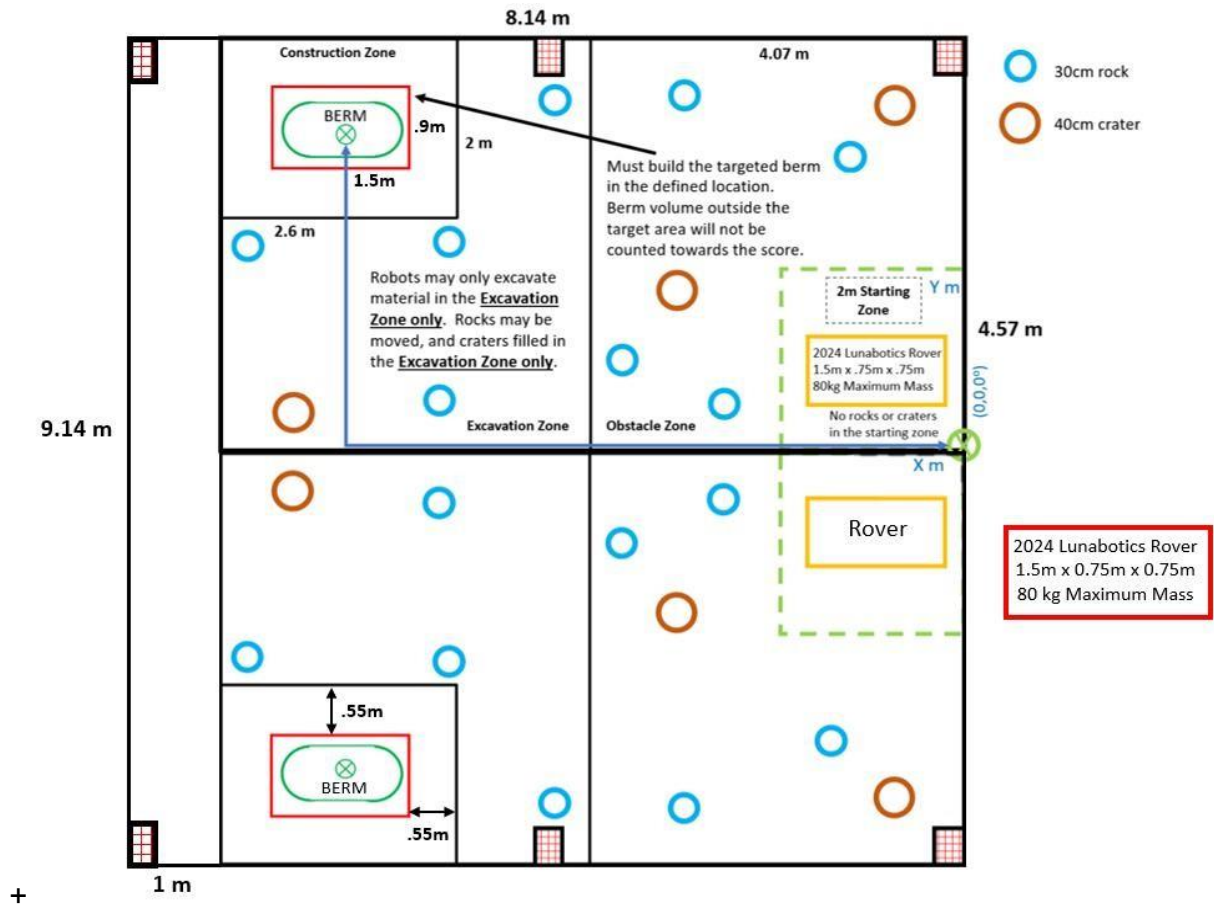 8.14 m
Construction Zone
4.07 m
30cm rock
40cm crater
BERM
.9m
2 m
1.5m
Must build the targeted berm
in the defined location.
Berm volume outside the
target area will not be
counted towards the score.
2.6 m
Robots may only excavate
material in the Excavation
Zone only. Rocks may be
moved, and craters filled in
the Excavation Zone only.
2m Starting
Zone
Y m
4.57 m
2024 Lunabotics Rover
1.5m x .75m x .75m
80kg Maximum Mass
(0,0,0º)
No rocks or craters
in the starting zone
9.14 m
Excavation Zone
Obstacle Zone
X m
Rover
2024 Lunabotics Rover
1.5m x 0.75m x 0.75m
80 kg Maximum Mass
.55m
BERM
.55m
1 m
+